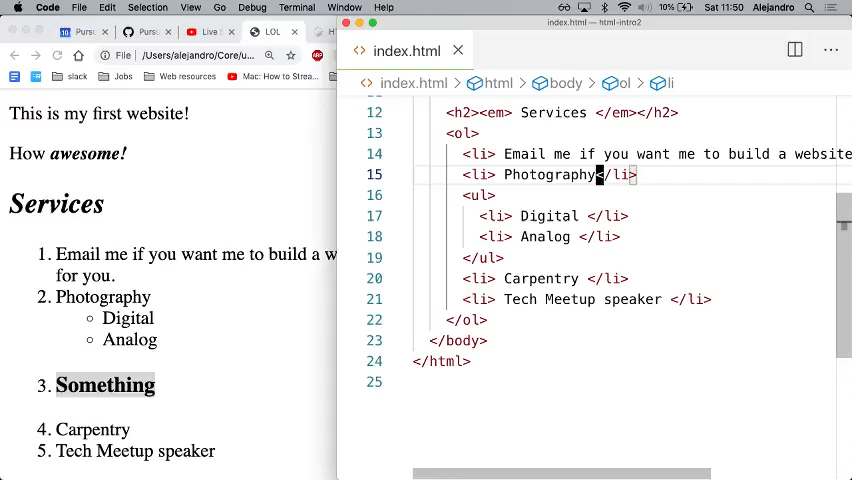 Code File Edit Selection View Go Debug Terminal Window Help 10% Sat 11:50 Alejandro
index.html — html-intro2
Pursu Pursu Live S LOL
File /Users/alejandro/Core/u
slack Jobs Web resources Mac: How to Strean
This is my first website!
How awesome!
Services
1. Email me if you want me to build a w
for you.
2. Photography
Digital
Analog
3. Something
4. Carpentry
5. Tech Meetup speaker
index.html
index.html html body ol li
12 <h2><em> Services </em></h2>
13 <ol>
14 <li> Email me if you want me to build a website
15 <li> Photography</li>
16 <ul>
17 <li> Digital </li>
18 <li> Analog </li>
19 </ul>
20 <li> Carpentry </li>
21 <li> Tech Meetup speaker </li>
22 </ol>
23 </body>
24 </html>
25